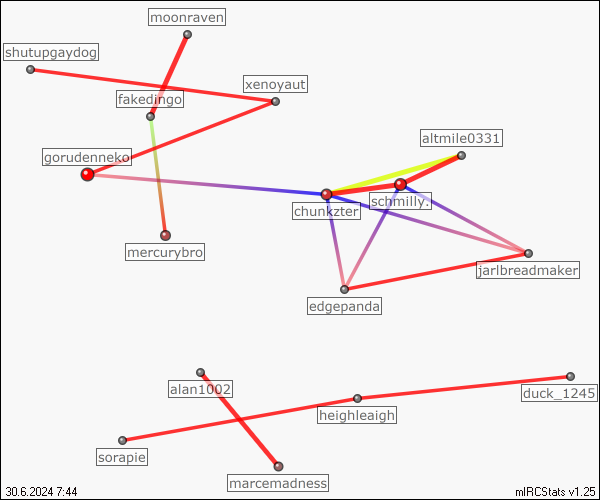 moonraven
shutupgaydog
xenoyaut
fakedingo
altmile0331
gorudenneko
schmilly.
chunkzter
mercurybro
jarlbreadmaker
edgepanda
alan1002
duck_1245
heighleaigh
sorapie
marcemadness
30.6.2024 7:44
mIRCStats v1.25